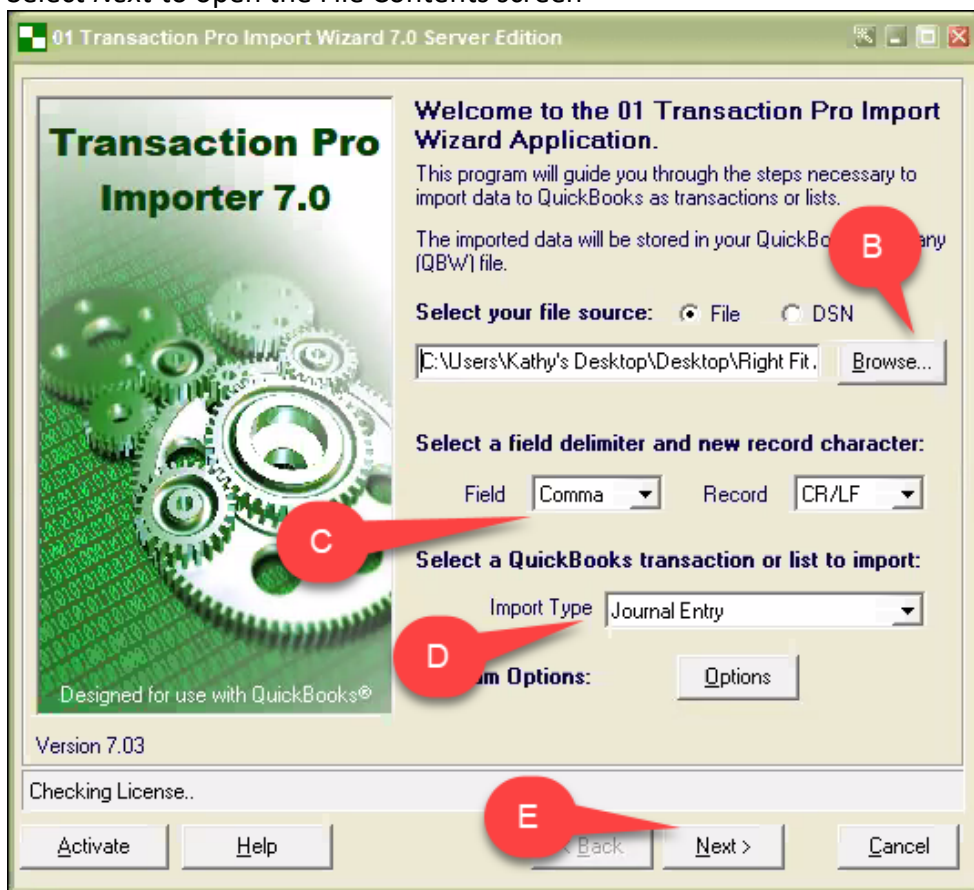 Select Next to open the File Contents screen
01 Transaction Pro Import Wizard 7.0 Server Edition
Transaction Pro
Importer 7.0
Designed for use with QuickBooks®
Version 7.03
Welcome to the 01 Transaction Pro Import
Wizard Application.
This program will guide you through the steps necessary to
import data to QuickBooks as transactions or lists.
The imported data will be stored in your
(QBW) file.
B
Select your file source: File DSN
C:\Users\Kathy's Desktop\Desktop\Right Fit Browse...
Select a field delimiter and new record character:
Field Comma Record CR/LF
C
Select a QuickBooks transaction or list to import:
Import Type Journal Entry
D
Options: Options
Checking License..
E
Activate Help Back Next > Cancel